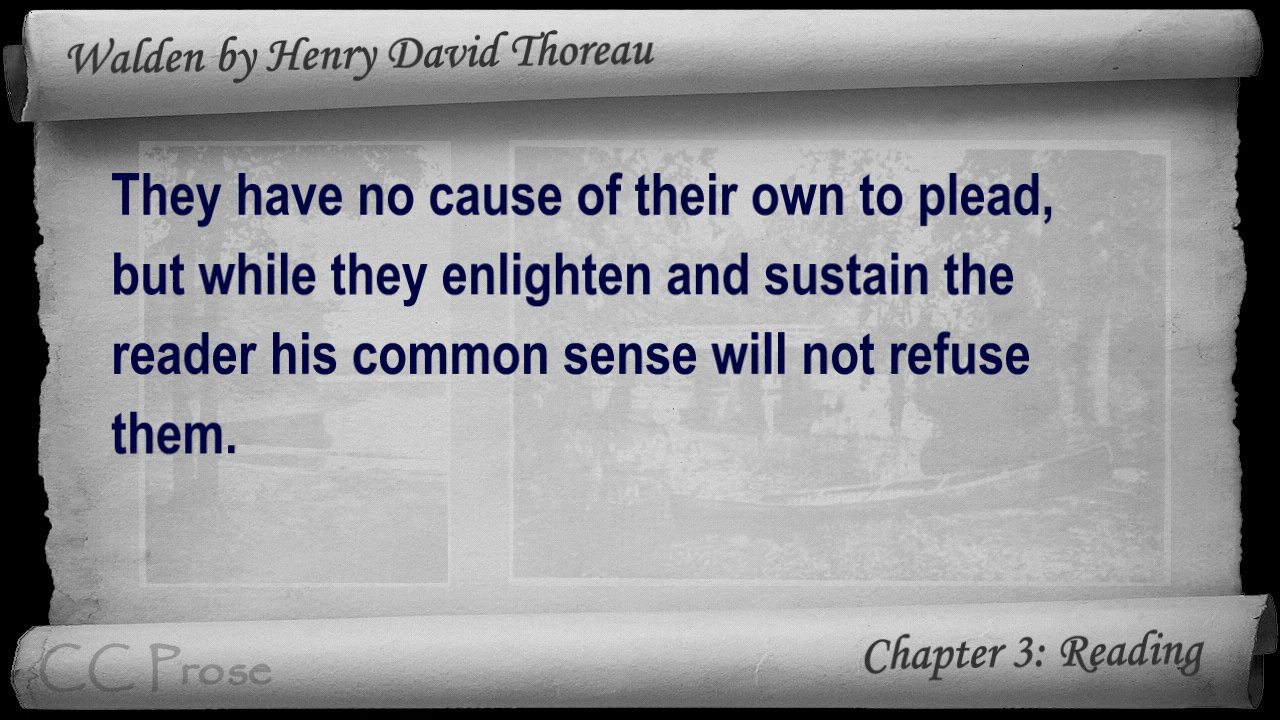 Walden by Henry David Thoreau
They have no cause of their own to plead,
but while they enlighten and sustain the
reader his common sense will not refuse
them.
CC Prose
Chapter 3: Reading